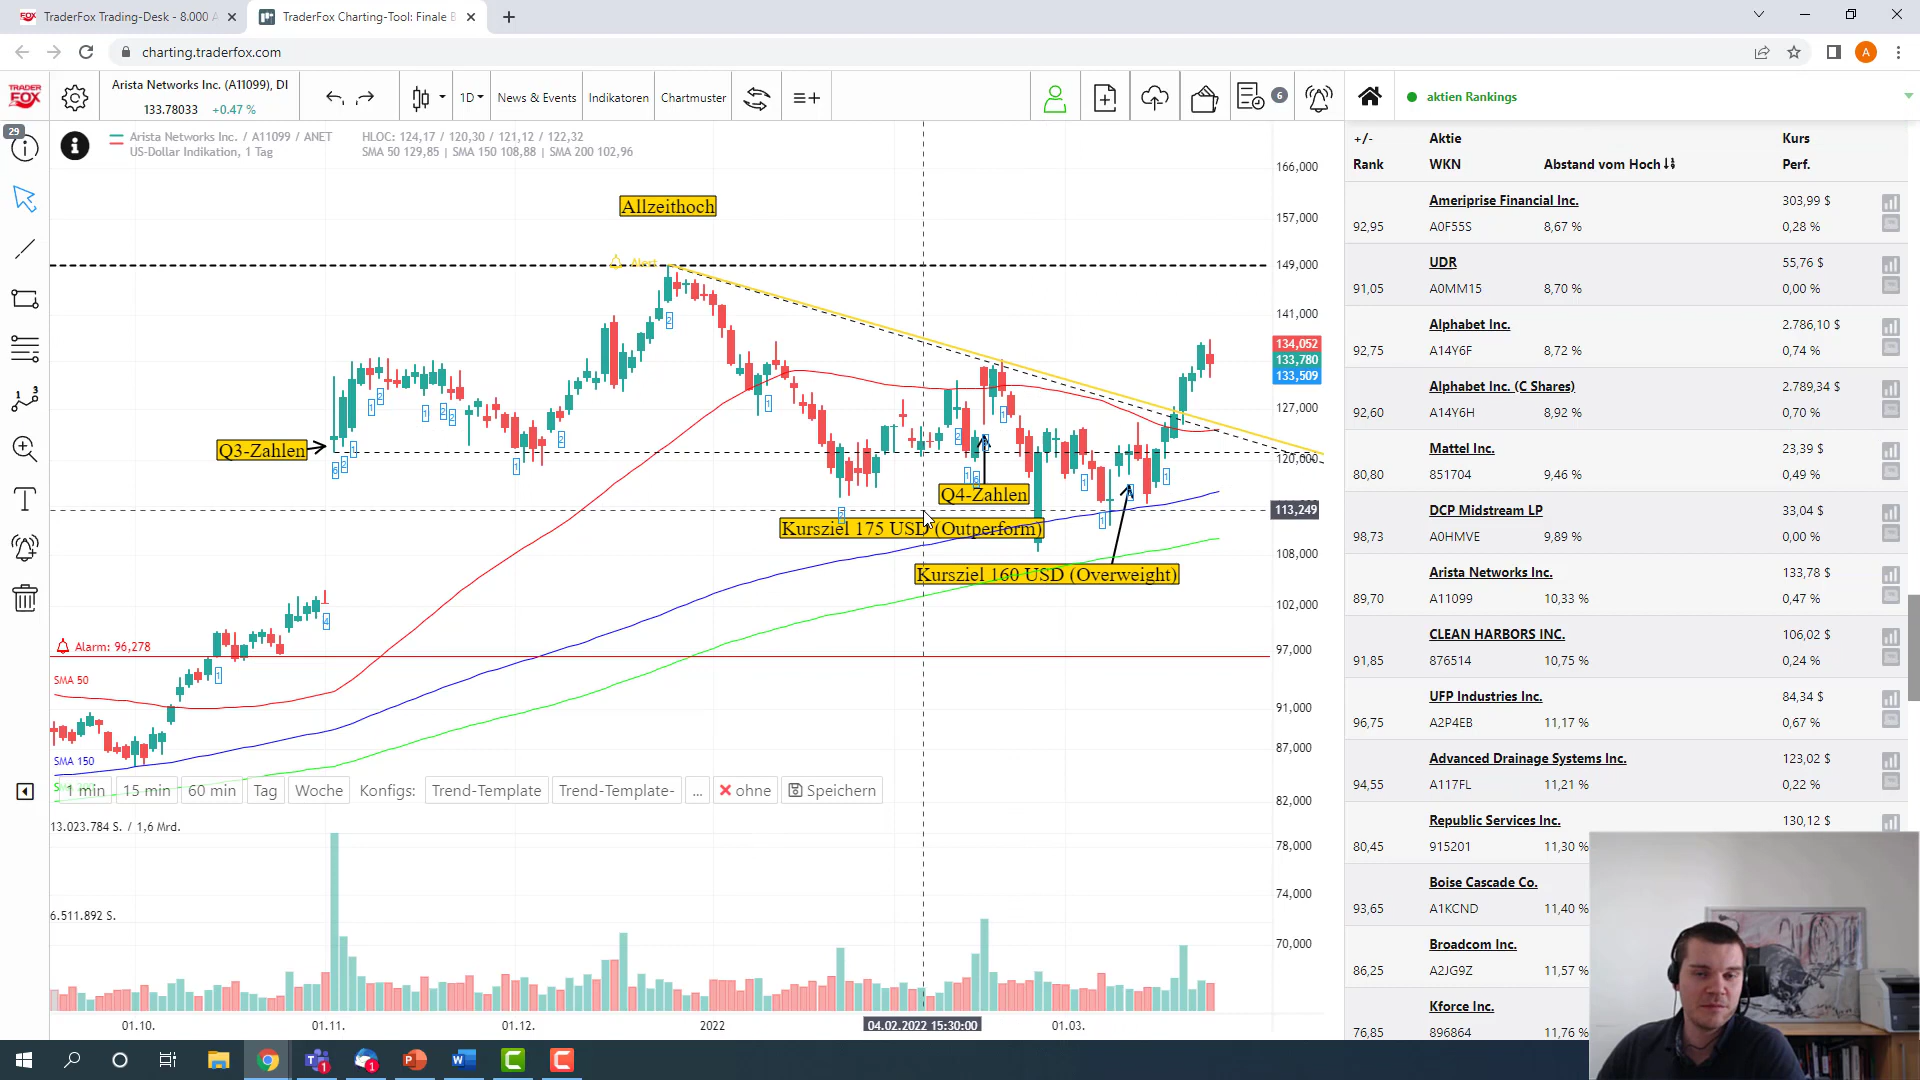 TraderFox Trading-Desk - 8.000 A
TraderFox Charting-Tool: Finale B
charting.traderfox.com
A
TRADER
FOX
Arista Networks Inc. (A11099), DI
133.78033 +0.47 %
1D
News & Events
Indikatoren
Chartmuster
6
aktien Rankings
29
Arista Networks Inc. / A11099 / ANET
US-Dollar Indikation, 1 Tag
HLOC: 124,17 / 120,30 / 121,12 / 122,32
SMA 50 129,85 | SMA 150 108,88 | SMA 200 102,96
Allzeithoch
Alert
Q3-Zahlen
Q4-Zahlen
Kursziel 175 USD (Outperform)
Kursziel 160 USD (Overweight)
Alarm: 96,278
SMA 50
SMA 150
166,000
157,000
149,000
141,000
134,052
133,780
133,509
127,000
120,000
113,249
108,000
102,000
97,000
91,000
87,000
82,000
78,000
74,000
70,000
1 min
15 min
60 min
Tag
Woche
Konfigs:
Trend-Template
Trend-Template-
...
ohne
Speichern
13.023.784 S. / 1,6 Mrd.
6.511.892 S.
01.10.
01.11.
01.12.
2022
04.02.2022 15:30:00
01.03.
+/- Aktie Kurs
Rank WKN Abstand vom Hoch Perf.
Ameriprise Financial Inc. 303,99 $
92,95 A0F55S 8,67 % 0,28 %
UDR 55,76 $
91,05 A0MM15 8,70 % 0,00 %
Alphabet Inc. 2.786,10 $
92,75 A14Y6F 8,72 % 0,74 %
Alphabet Inc. (C Shares) 2.789,34 $
92,60 A14Y6H 8,92 % 0,70 %
Mattel Inc. 23,39 $
80,80 851704 9,46 % 0,49 %
DCP Midstream LP 33,04 $
98,73 A0HMVE 9,89 % 0,00 %
Arista Networks Inc. 133,78 $
89,70 A11099 10,33 % 0,47 %
CLEAN HARBORS INC. 106,02 $
91,85 876514 10,75 % 0,24 %
UFP Industries Inc. 84,34 $
96,75 A2P4EB 11,17 % 0,67 %
Advanced Drainage Systems Inc. 123,02 $
94,55 A117FL 11,21 % 0,22 %
Republic Services Inc. 130,12 $
80,45 915201 11,30 %
Boise Cascade Co.
93,65 A1KCND 11,40 %
Broadcom Inc.
86,25 A2JG9Z 11,57 %
Kforce Inc.
76,85 896864 11,76 %